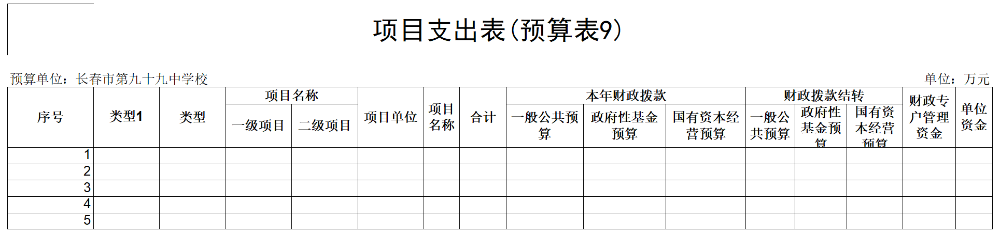 项目支出表(预算表9)
预算单位：长春市第九十九中学校
单位：万元
序号
类型1
类型
项目名称
一级项目
二级项目
项目单位
项目
名称
合计
本年财政拨款
一般公共预
算
政府性基金
预算
国有资本经
营预算
财政拨款结转
一般公
共预算
政府性
基金预
算
国有资
本经营
预算
财政专
户管理
资金
单位
资金
1
2
3
4
5